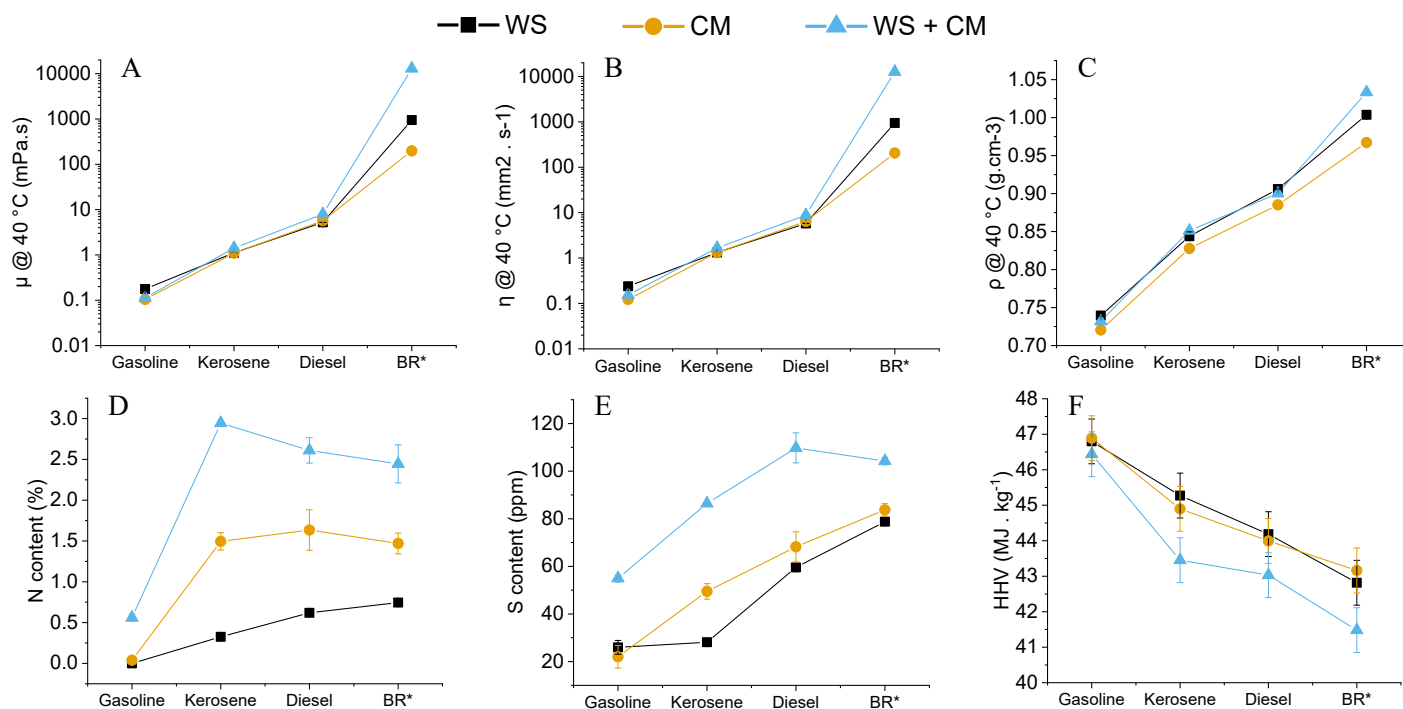 WS CM WS + CM
A
μ @ 40 °C (mPa.s)
10000
1000
100
10
1
0.1
0.01
Gasoline Kerosene Diesel BR*
B
η @ 40 °C (mm2 . s-1)
10000
1000
100
10
1
0.1
0.01
Gasoline Kerosene Diesel BR*
C
ρ @ 40 °C (g.cm-3)
1.05
1.00
0.95
0.90
0.85
0.80
0.75
0.70
Gasoline Kerosene Diesel BR*
D
N content (%)
3.0
2.5
2.0
1.5
1.0
0.5
0.0
Gasoline Kerosene Diesel BR*
E
S content (ppm)
120
100
80
60
40
20
Gasoline Kerosene Diesel BR*
F
HHV (MJ . kg-1)
48
47
46
45
44
43
42
41
40
Gasoline Kerosene Diesel BR*